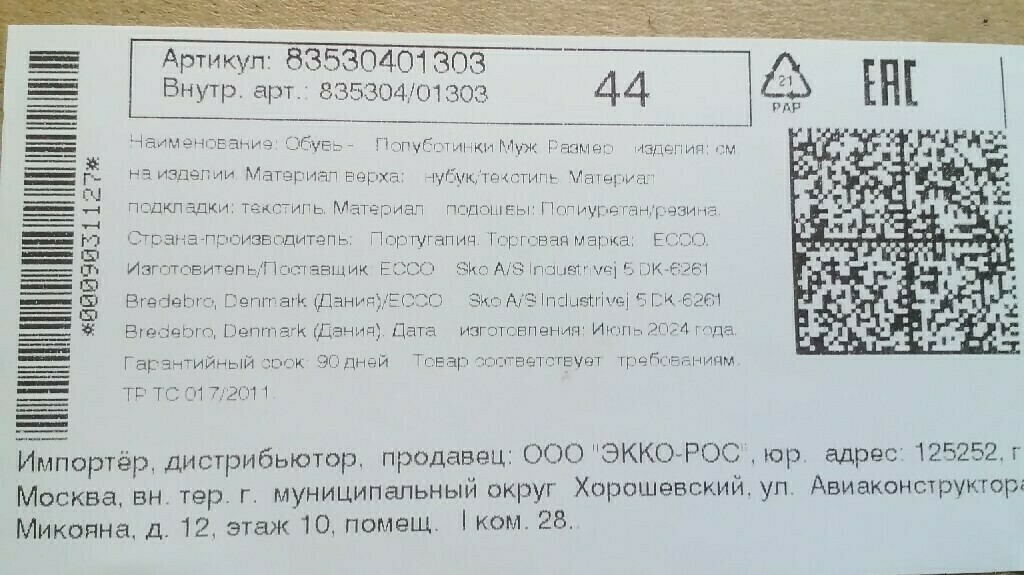 Артикул: 83530401303
Внутр. арт.: 835304/01303
44
21
PAP
EAC
*0009031127*
Наименование: Обувь - Полуботинки Муж. Размер изделия: см.
на изделии. Материал верха: нубук/текстиль. Материал
подкладки: текстиль. Материал подошвы: Полиуретан/резина.
Страна-производитель: Португалия. Торговая марка: ECCO.
Изготовитель/Поставщик: ECCO Sko A/S Industrivej 5 DK-6261
Bredebro, Denmark (Дания)/ECCO Sko A/S Industrivej 5 DK-6261
Bredebro, Denmark (Дания). Дата изготовления: Июль 2024 года.
Гарантийный срок: 90 дней Товар соответствует требованиям.
ТР ТС 017/2011.
Импортёр, дистрибьютор, продавец: ООО "ЭККО-РОС", юр. адрес: 125252, г
Москва, вн. тер. г. муниципальный округ Хорошевский, ул. Авиаконструктора
Микояна, д. 12, этаж 10, помещ. I ком. 28.